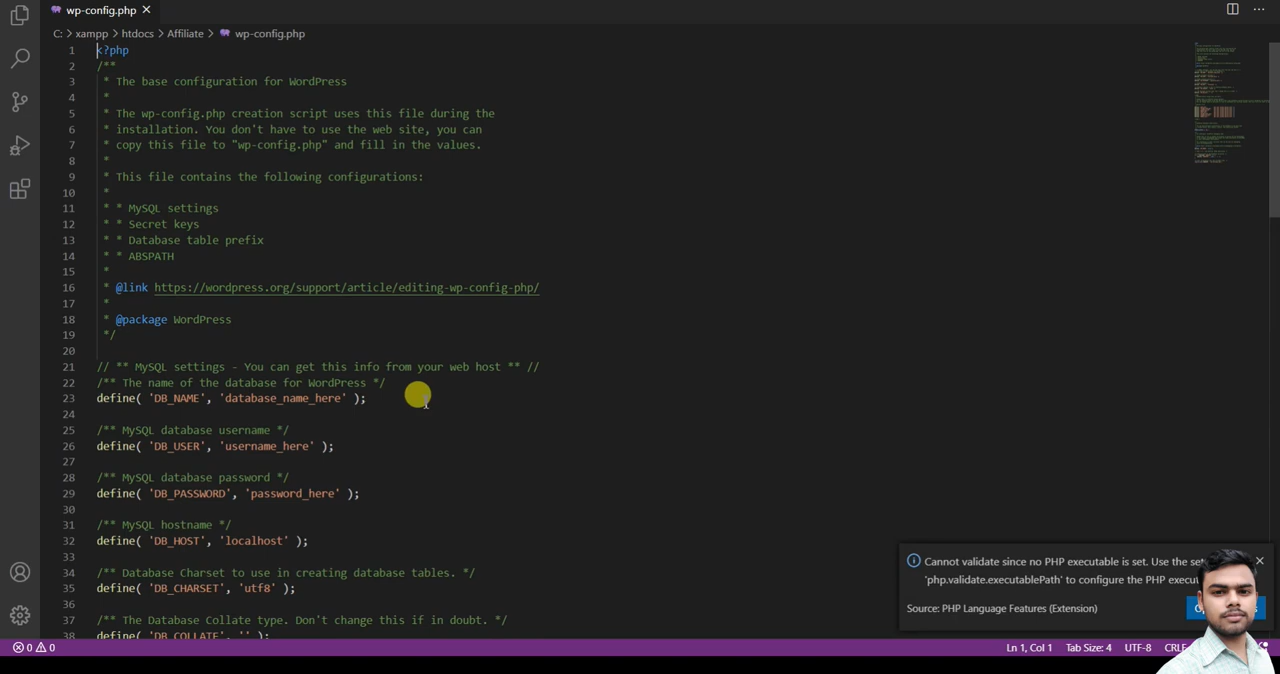 wp-config.php
C: > xampp > htdocs > Affiliate > wp-config.php
1 <?php
2 /**
3 * The base configuration for WordPress
4 *
5 * The wp-config.php creation script uses this file during the
6 * installation. You don't have to use the web site, you can
7 * copy this file to "wp-config.php" and fill in the values.
8 *
9 * This file contains the following configurations:
10 *
11 * * MySQL settings
12 * * Secret keys
13 * * Database table prefix
14 * * ABSPATH
15 *
16 * @link https://wordpress.org/support/article/editing-wp-config-php/
17 *
18 * @package WordPress
19 */
20
21 // ** MySQL settings - You can get this info from your web host ** //
22 /** The name of the database for WordPress */
23 define( 'DB_NAME', 'database_name_here' );
24
25 /** MySQL database username */
26 define( 'DB_USER', 'username_here' );
27
28 /** MySQL database password */
29 define( 'DB_PASSWORD', 'password_here' );
30
31 /** MySQL hostname */
32 define( 'DB_HOST', 'localhost' );
33
34 /** Database Charset to use in creating database tables. */
35 define( 'DB_CHARSET', 'utf8' );
36
37 /** The Database Collate type. Don't change this if in doubt. */
38 define( 'DB_COLLATE', '' );
Cannot validate since no PHP executable is set. Use the
'php.validate.executablePath' to configure the PHP
Source: PHP Language Features (Extension)
0 0
Ln 1, Col 1 Tab Size: 4 UTF-8 CRLF